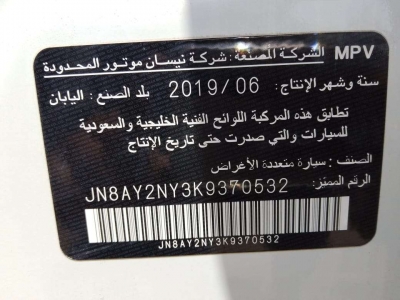 MPV الشركة المصنعة: شركة نيسان موتور المحدودة
سنة وشهر الإنتاج: 2019/06 بلد الصنع: اليابان
تطابق هذه المركبة اللوائح الفنية الخليجية والسعودية
للسيارات والتي صدرت حتى تاريخ الإنتاج
الصنف: سيارة متعددة الأغراض
الرقم المميز: JN8AY2NY3K9370532
JN8AY2NY3K9370532